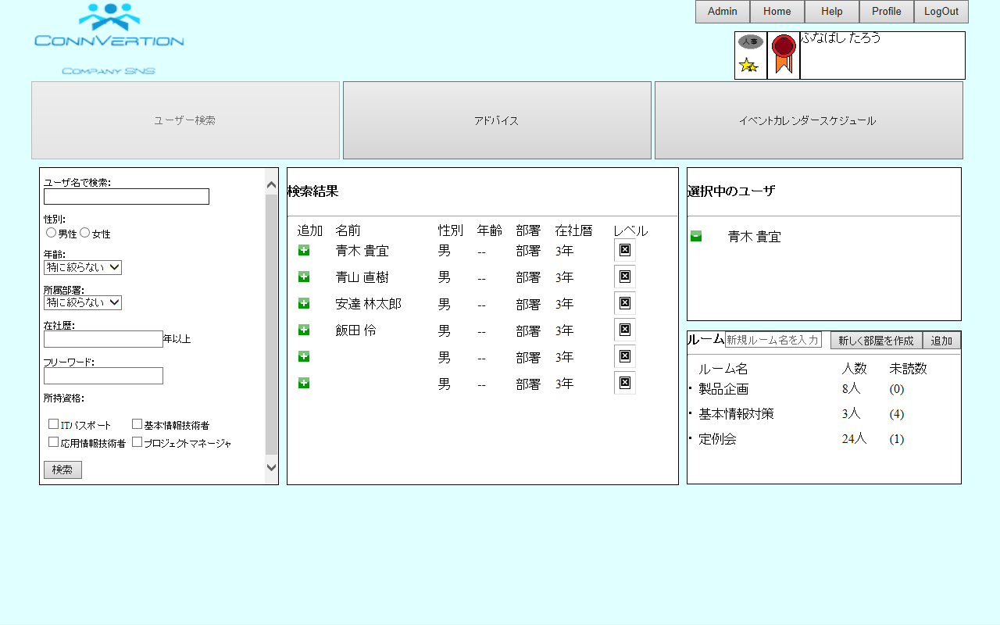 Admin Home Help Profile LogOut
CONNVERTION
COMPANY SNS
人事
ふなばし たろう
ユーザー検索 アドバイス イベントカレンダースケジュール
ユーザ名で検索:
性別:
男性 女性
年齢:
特に絞らない
所属部署:
特に絞らない
在社歴:
年以上
フリーワード:
所持資格:
ITパスポート 基本情報技術者
応用情報技術者 プロジェクトマネージャ
検索
検索結果
追加 名前 性別 年齢 部署 在社暦 レベル
青木 貴宜 男 -- 部署 3年
青山 直樹 男 -- 部署 3年
安達 林太郎 男 -- 部署 3年
飯田 伶 男 -- 部署 3年
男 -- 部署 3年
男 -- 部署 3年
選択中のユーザ
青木 貴宜
ルーム 新規ルーム名を入力 新しく部屋を作成 追加
ルーム名 人数 未読数
・ 製品企画 8人 (0)
・ 基本情報対策 3人 (4)
・ 定例会 24人 (1)